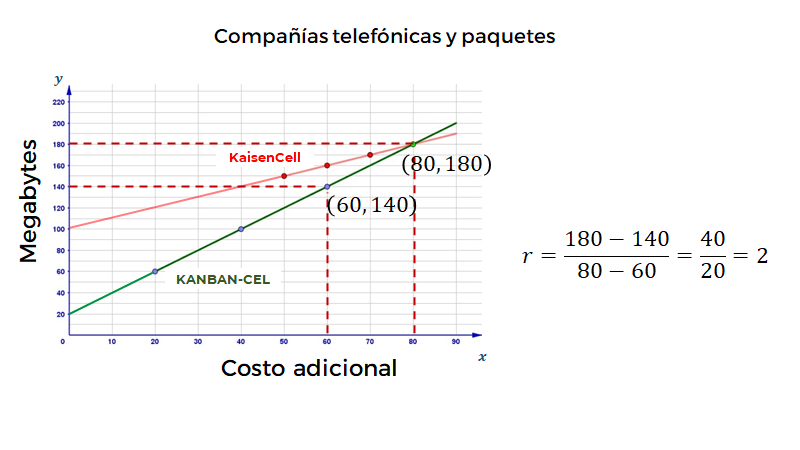 Compañías telefónicas y paquetes
y
Megabytes
220
200
180
160
140
120
100
80
60
40
20
0
KaisenCell
(80, 180)
(60, 140)
KANBAN-CEL
10 20 30 40 50 60 70 80 90
x
Costo adicional
r = \frac{180 − 140}{80 − 60} = \frac{40}{20} = 2